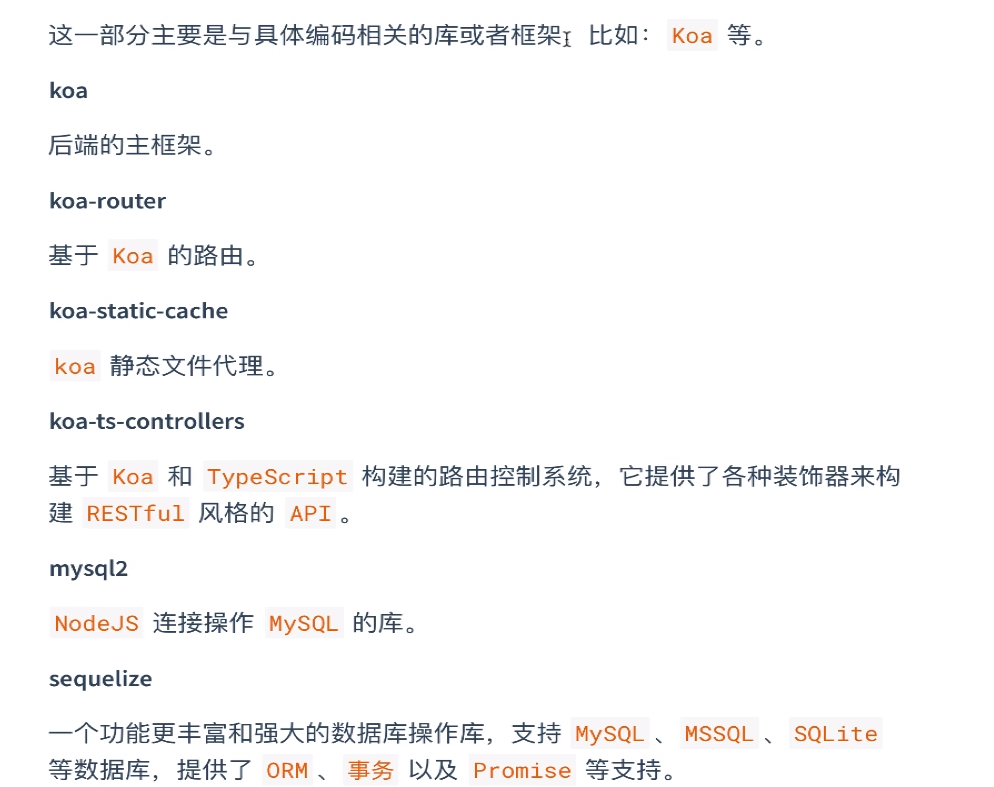 这一部分主要是与具体编码相关的库或者框架，比如： Koa 等。
koa
后端的主框架。
koa-router
基于 Koa 的路由。
koa-static-cache
koa 静态文件代理。
koa-ts-controllers
基于 Koa 和 TypeScript 构建的路由控制系统，它提供了各种装饰器来构
建 RESTful 风格的 API 。
mysql2
NodeJS 连接操作 MySQL 的库。
sequelize
一个功能更丰富和强大的数据库操作库，支持 MySQL 、 MSSQL 、 SQLite
等数据库，提供了 ORM 、 事务 以及 Promise 等支持。